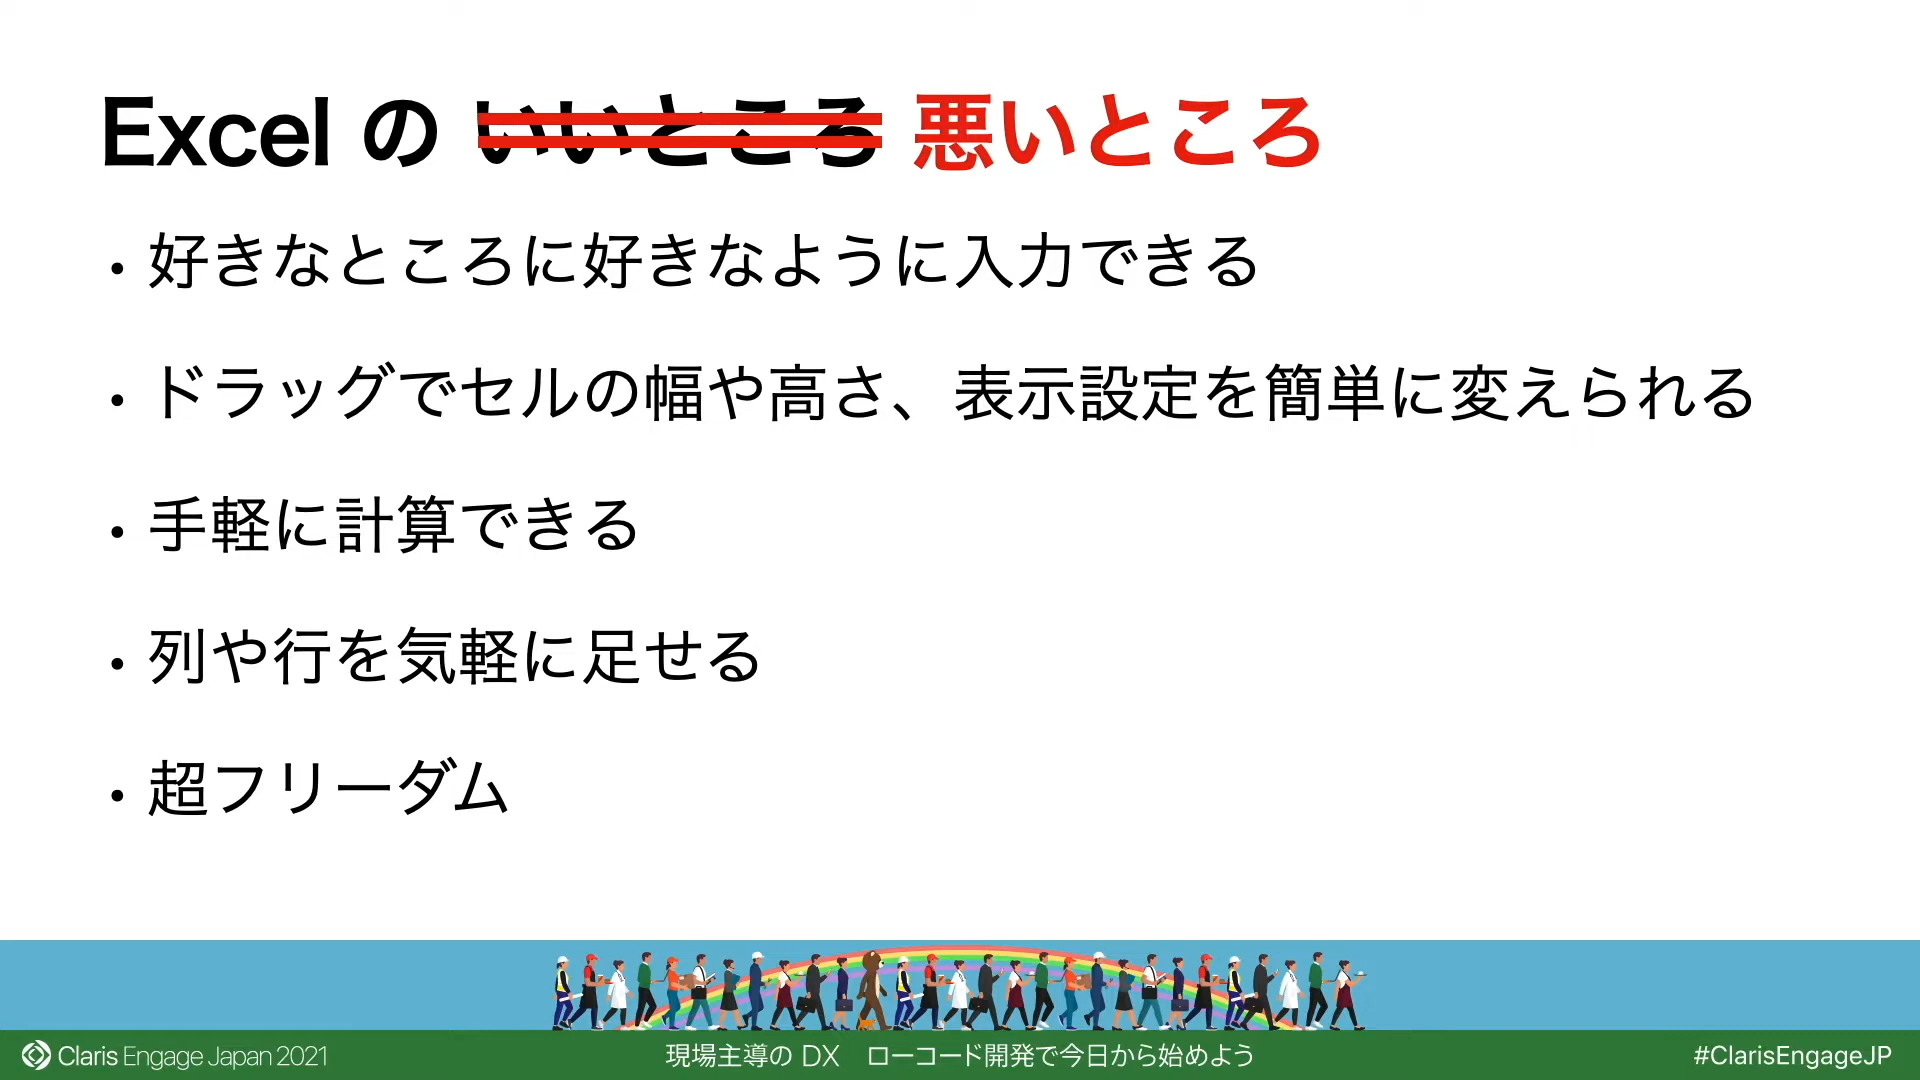 Excel の いいところ 悪いところ
• 好きなところに好きなように入力できる
• ドラッグでセルの幅や高さ、表示設定を簡単に変えられる
• 手軽に計算できる
• 列や行を気軽に足せる
• 超フリーダム
Claris Engage Japan 2021
現場主導の DX　ローコード開発で今日から始めよう
#ClarisEngageJP